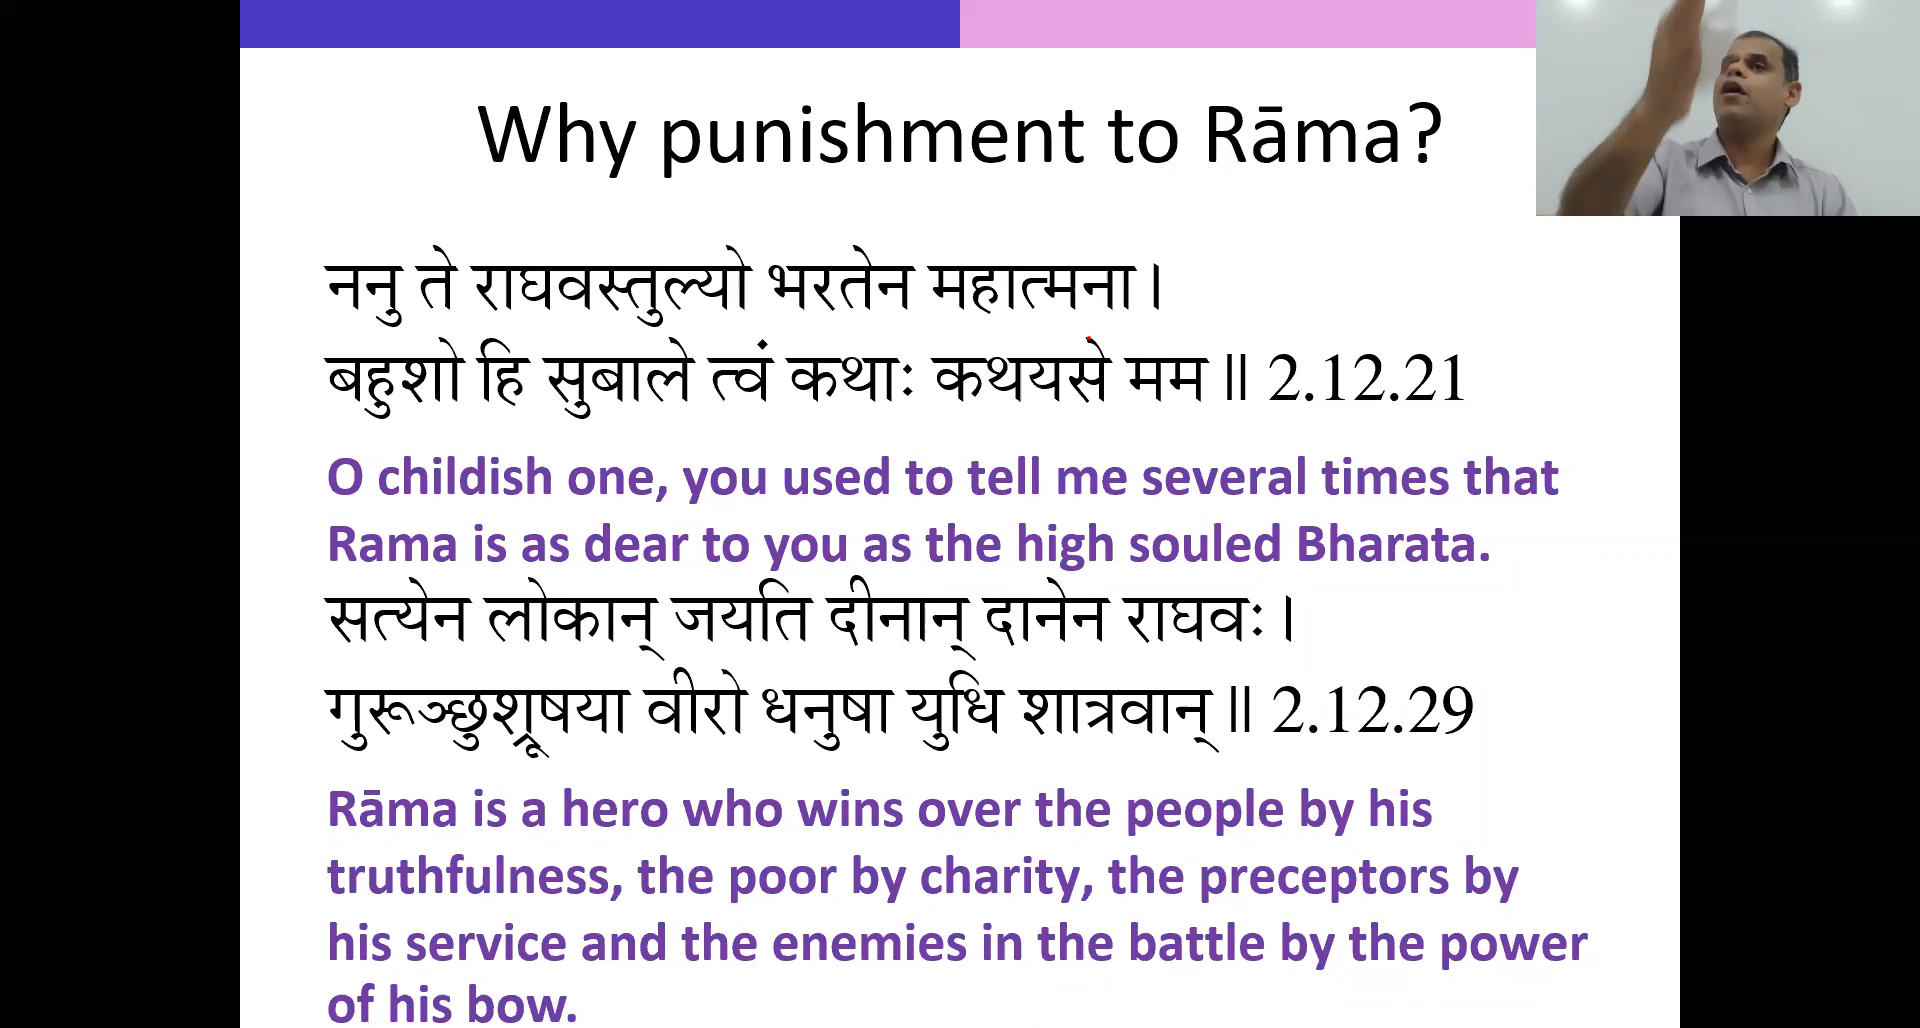 Why punishment to Rāma?
ननु ते राघवस्तुल्यो भरतेन महात्मना।
बहुशो हि सुबाले त्वं कथाः कथयसे मम॥ 2.12.21
O childish one, you used to tell me several times that
Rama is as dear to you as the high souled Bharata.
सत्येन लोकान् जयति दीनान् दानेन राघवः।
गुरूञ्छुश्रूषया वीरो धनुषा युधि शात्रवान्॥ 2.12.29
Rāma is a hero who wins over the people by his
truthfulness, the poor by charity, the preceptors by
his service and the enemies in the battle by the power
of his bow.